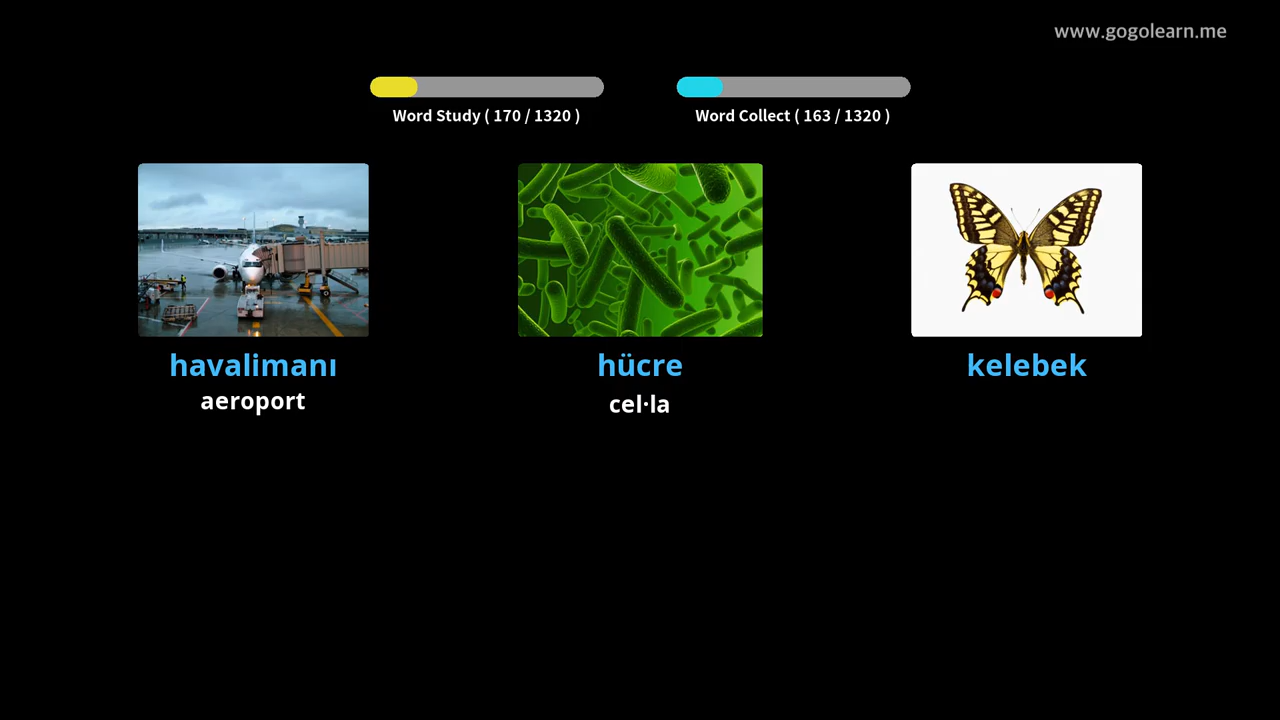 www.gogolearn.me
Word Study ( 170 / 1320 )
Word Collect ( 163 / 1320 )
havalimanı
aeroport
hücre
cel·la
kelebek